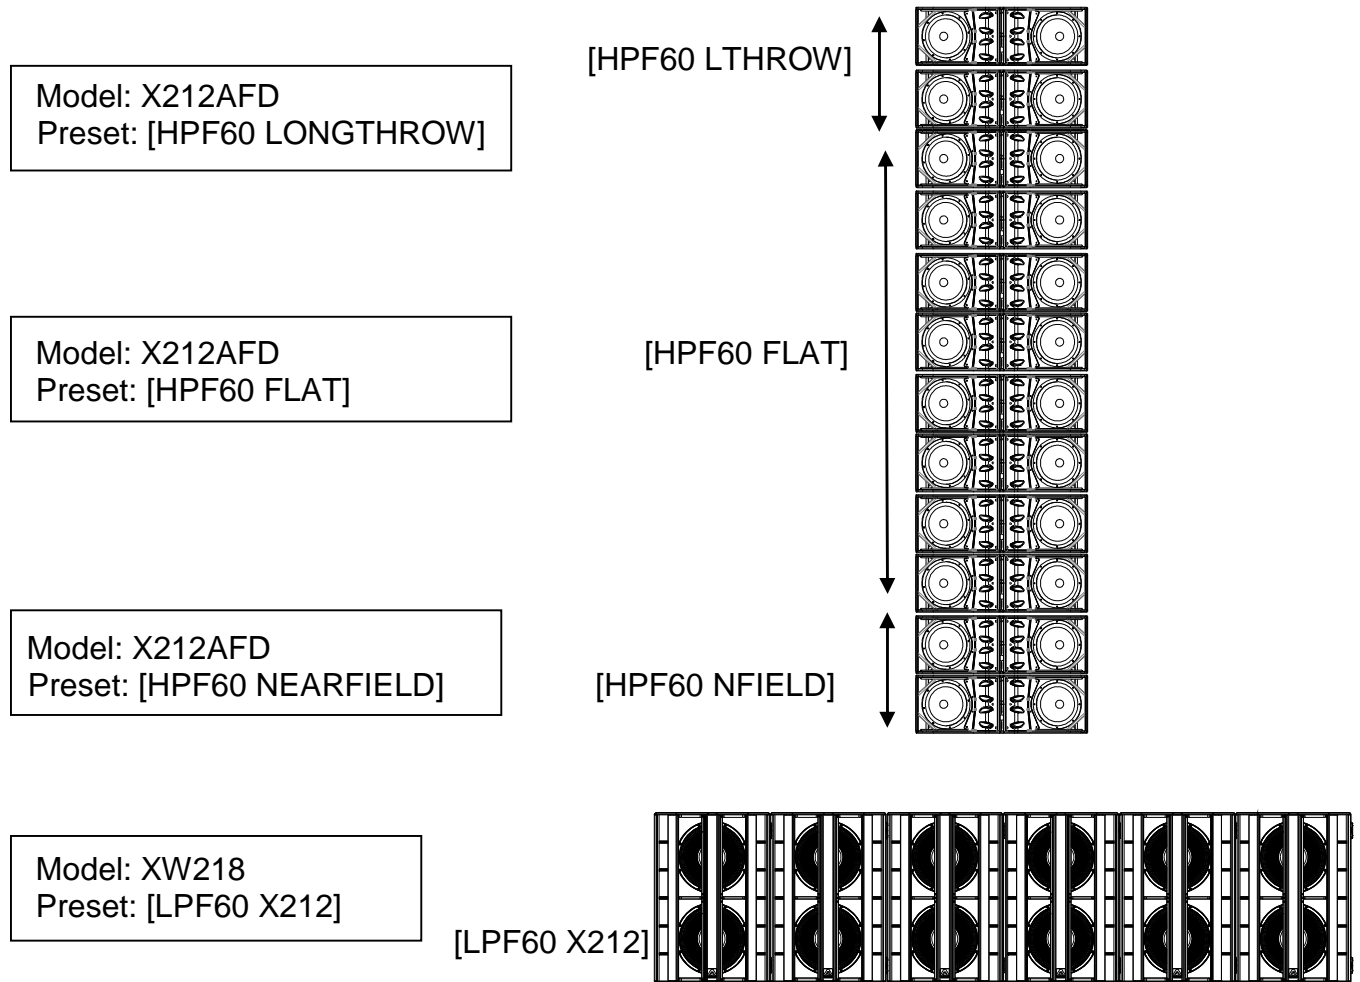 [HPF60 LTHROW]
Model: X212AFD
Preset: [HPF60 LONGTHROW]
Model: X212AFD
Preset: [HPF60 FLAT]
[HPF60 FLAT]
Model: X212AFD
Preset: [HPF60 NEARFIELD]
[HPF60 NFIELD]
Model: XW218
Preset: [LPF60 X212]
[LPF60 X212]